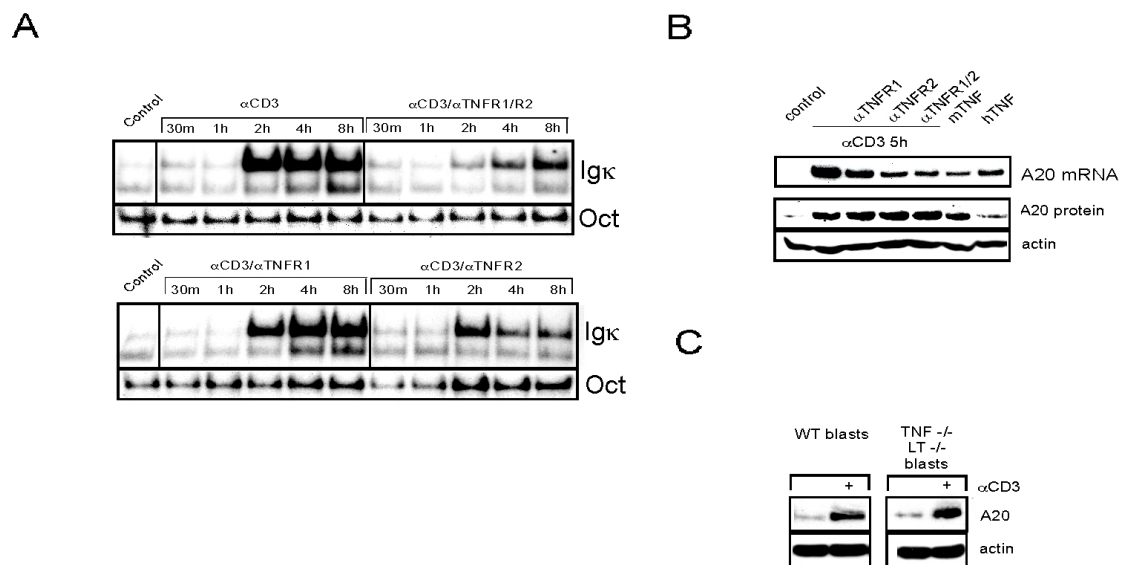 A
Control
αCD3
αCD3/αTNFR1/R2
30m 1h 2h 4h 8h 30m 1h 2h 4h 8h
Igκ
Oct
Control
αCD3/αTNFR1
αCD3/αTNFR2
30m 1h 2h 4h 8h 30m 1h 2h 4h 8h
Igκ
Oct
B
control
αTNFR1
αTNFR2
αTNFR1/2
mTNF
hTNF
αCD3 5h
A20 mRNA
A20 protein
actin
C
WT blasts
TNF -/-
LT -/-
blasts
+ + αCD3
A20
actin